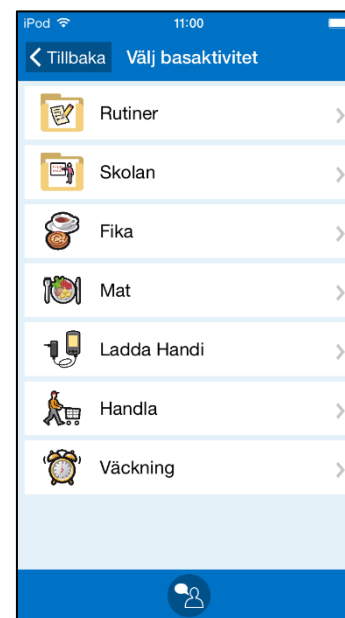 iPod 11:00
Tillbaka Välj basaktivitet
Rutiner
Skolan
Fika
Mat
Ladda Handi
Handla
Väckning